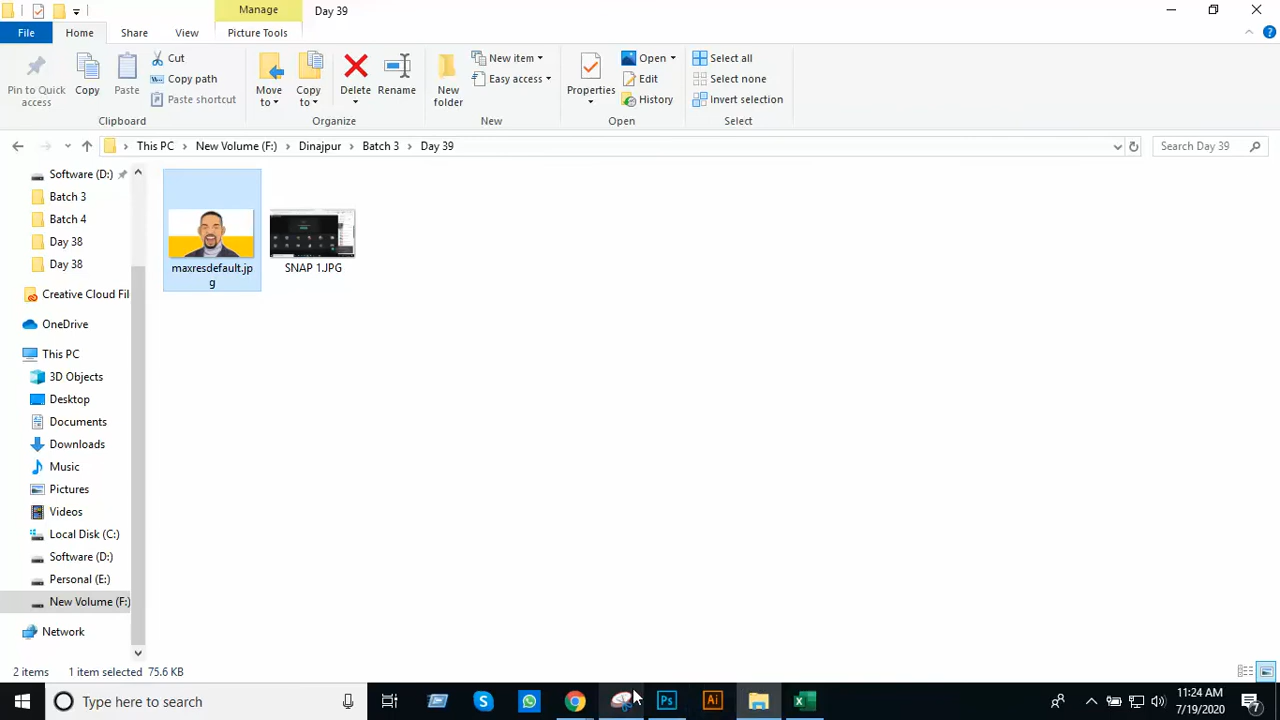 Manage
Day 39
File
Home
Share
View
Picture Tools
Pin to Quick access
Copy
Paste
Cut
Copy path
Paste shortcut
Clipboard
Move to
Copy to
Delete
Rename
Organize
New folder
New item
Easy access
New
Properties
Open
Edit
History
Open
Select all
Select none
Invert selection
Select
This PC
New Volume (F:)
Dinajpur
Batch 3
Day 39
Search Day 39
Software (D:)
Batch 3
Batch 4
Day 38
Day 38
Creative Cloud Fil
OneDrive
This PC
3D Objects
Desktop
Documents
Downloads
Music
Pictures
Videos
Local Disk (C:)
Software (D:)
Personal (E:)
New Volume (F:)
Network
maxresdefault.jp
g
SNAP 1.JPG
2 items
1 item selected 75.6 KB
Type here to search
Ps
Ai
11:24 AM
7/19/2020
7